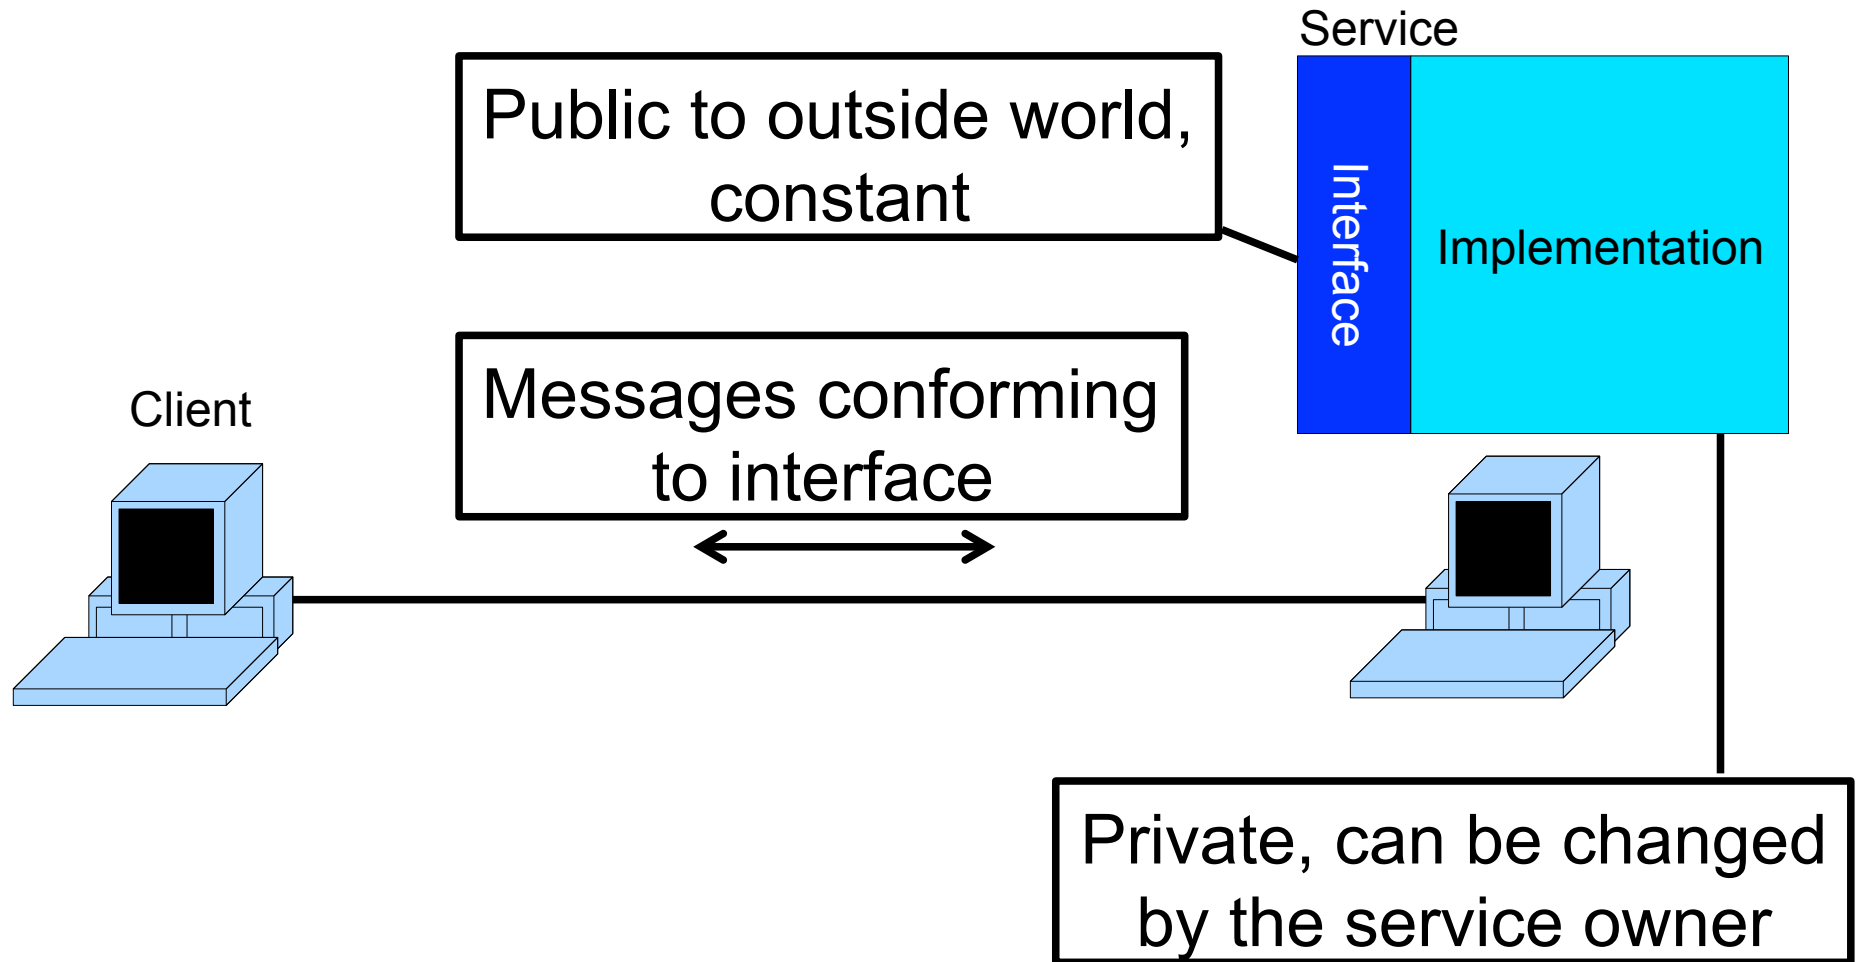 Service
Public to outside world,
constant
Interface
Implementation
Messages conforming
to interface
Client
Private, can be changed
by the service owner